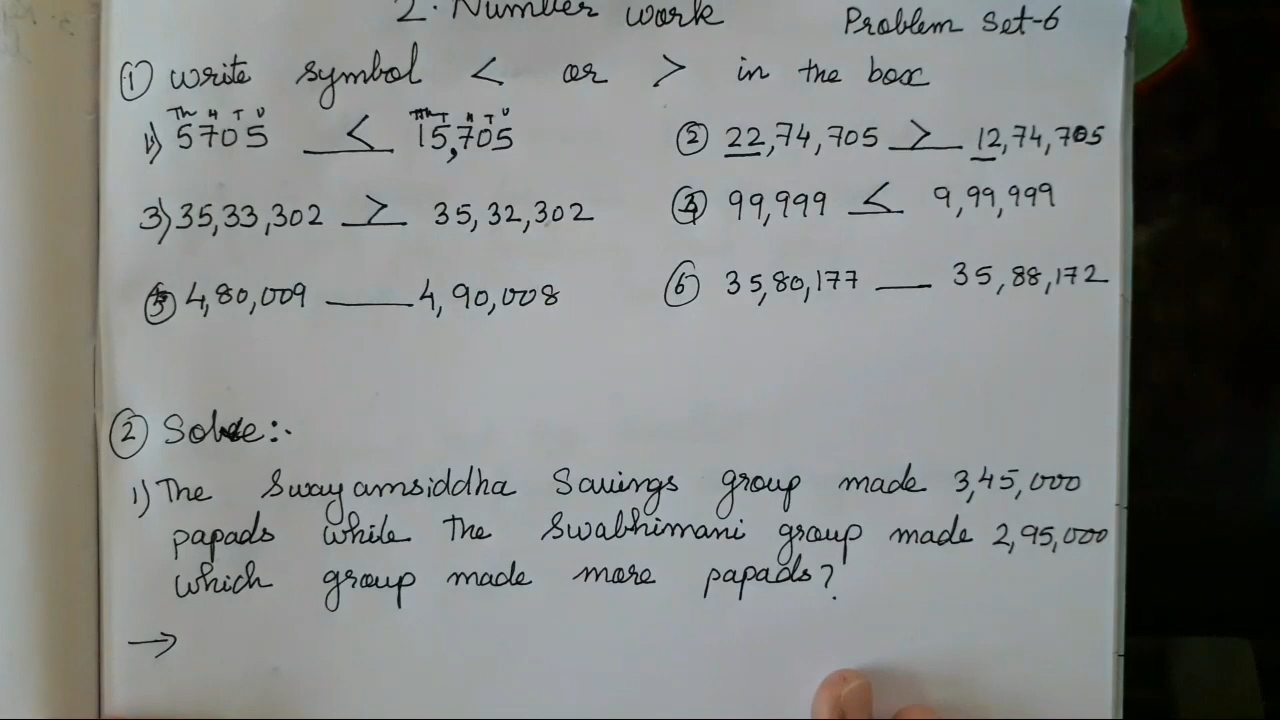 2. Number work Problem Set-6
① write symbol < or > in the box
Th H T U TTh T H T U
1) 5705 < 15,705 ② 22,74,705 > 12,74,705
3) 35,33,302 > 35,32,302 ④ 99,999 < 9,99,999
⑤ 4,80,009 ___ 4,90,008 ⑥ 35,80,177 ___ 35,88,172
② Solve:-
1) The Swayamsiddha Savings group made 3,45,000
papads while the Swabhimani group made 2,95,000
which group made more papads?
→